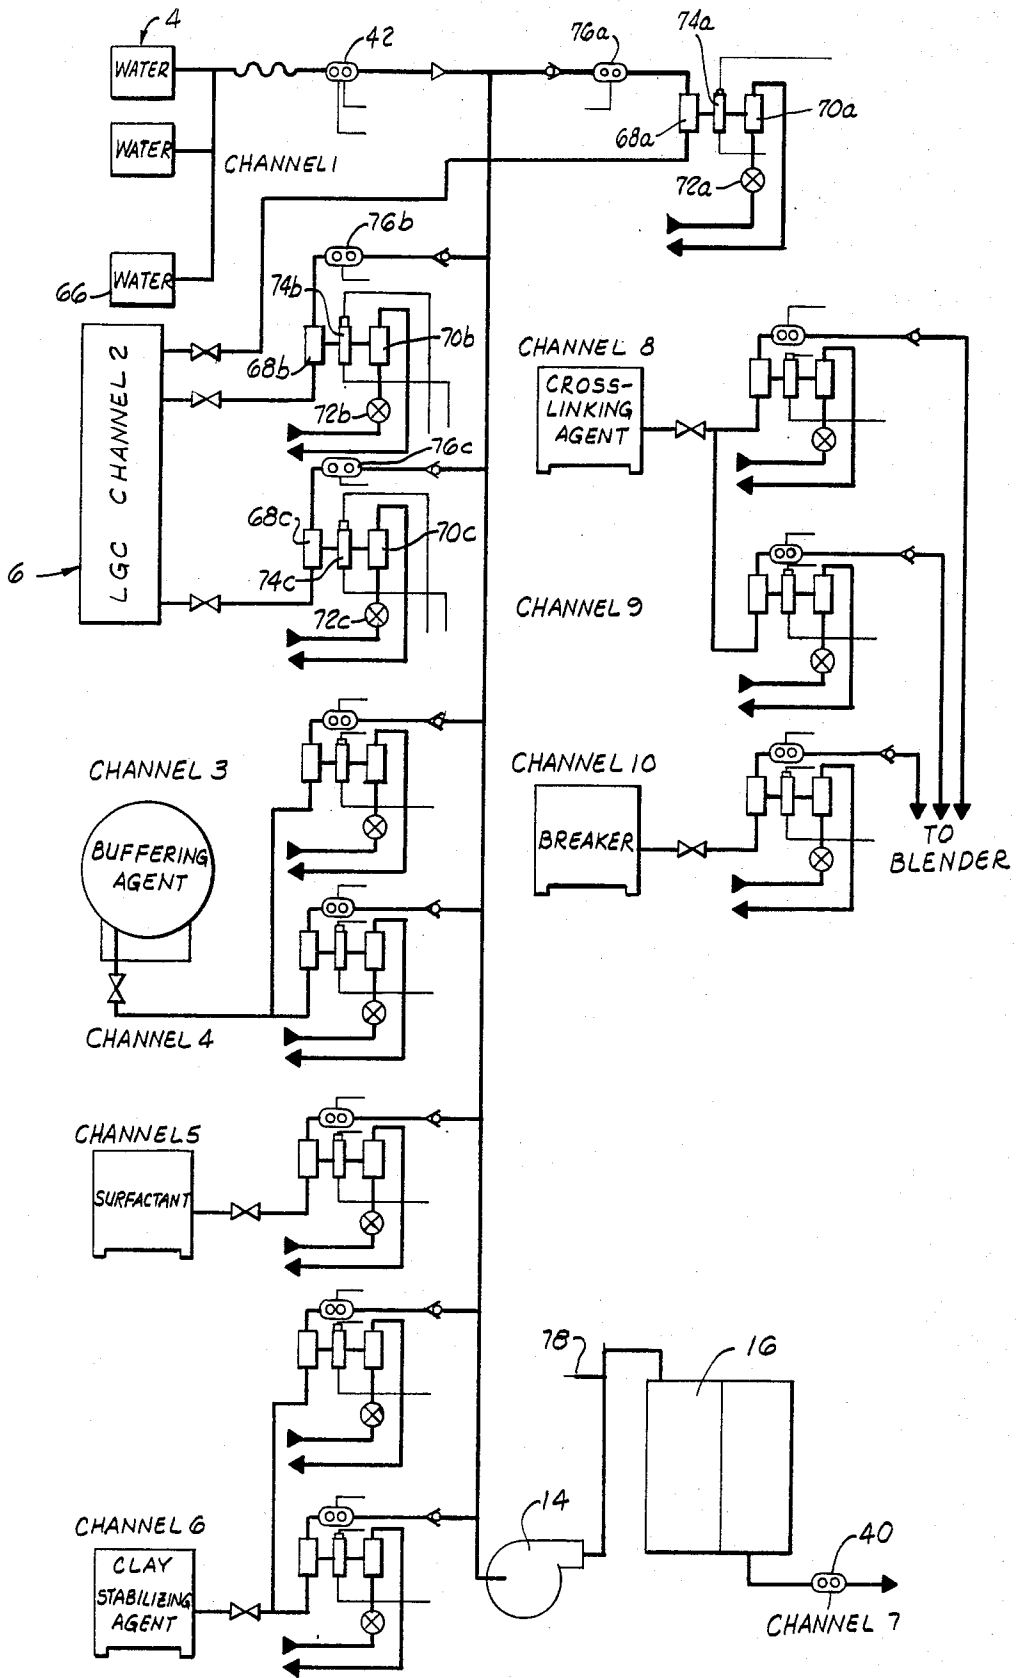 4
WATER
42
76a
74a
68a
70a
WATER
CHANNEL 1
72a
76b
66
WATER
74b
70b
68b
72b
LGC CHANNEL 2
6
76c
68c
70c
74c
72c
CHANNEL 3
BUFFERING
AGENT
CHANNEL 4
CHANNEL 5
SURFACTANT
CHANNEL 6
CLAY
STABILIZING
AGENT
CHANNEL 8
CROSS-
LINKING
AGENT
CHANNEL 9
CHANNEL 10
BREAKER
TO
BLENDER
78
16
14
40
CHANNEL 7